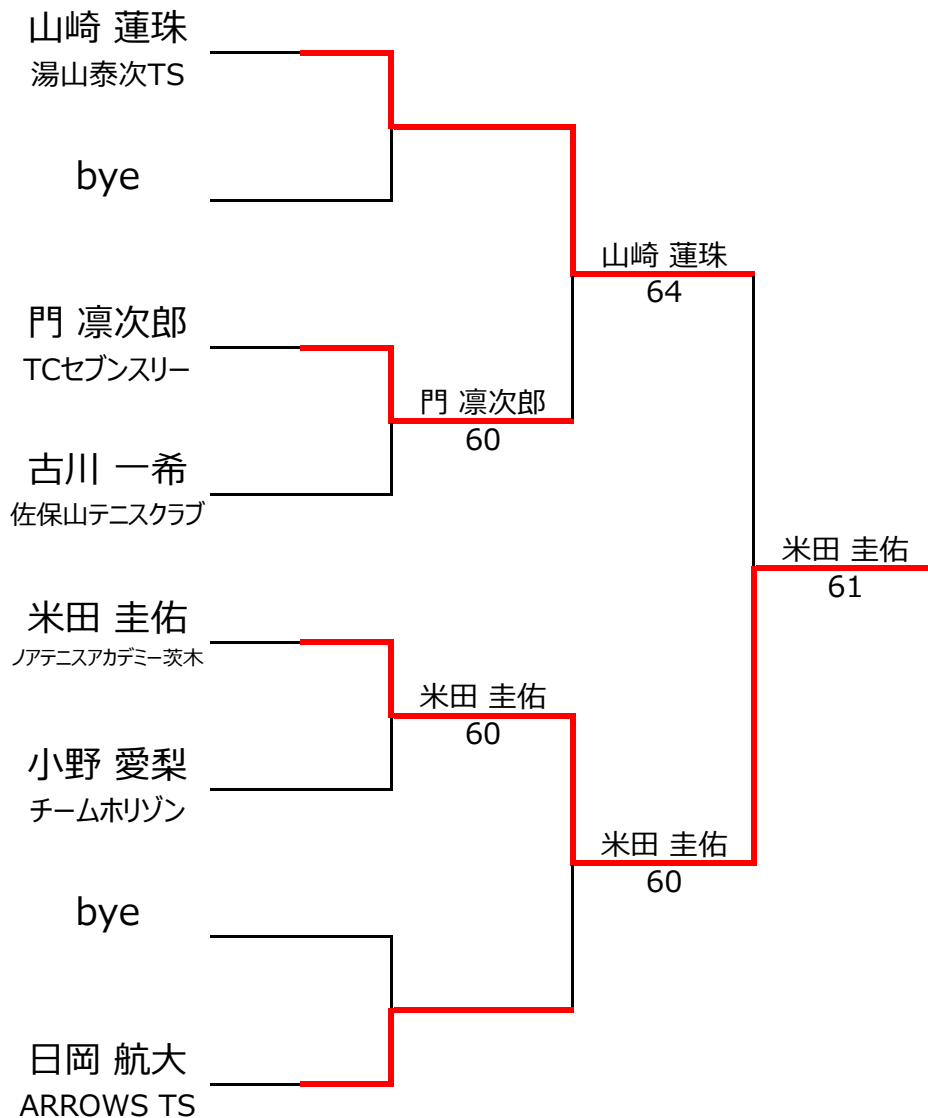 山崎 蓮珠
湯山泰次TS
bye
門 凛次郎
TCセブンスリー
古川 一希
佐保山テニスクラブ
米田 圭佑
ノアテニスアカデミー茨木
小野 愛梨
チームホリゾン
bye
日岡 航大
ARROWS TS
門 凛次郎
60
米田 圭佑
60
山崎 蓮珠
64
米田 圭佑
60
米田 圭佑
61